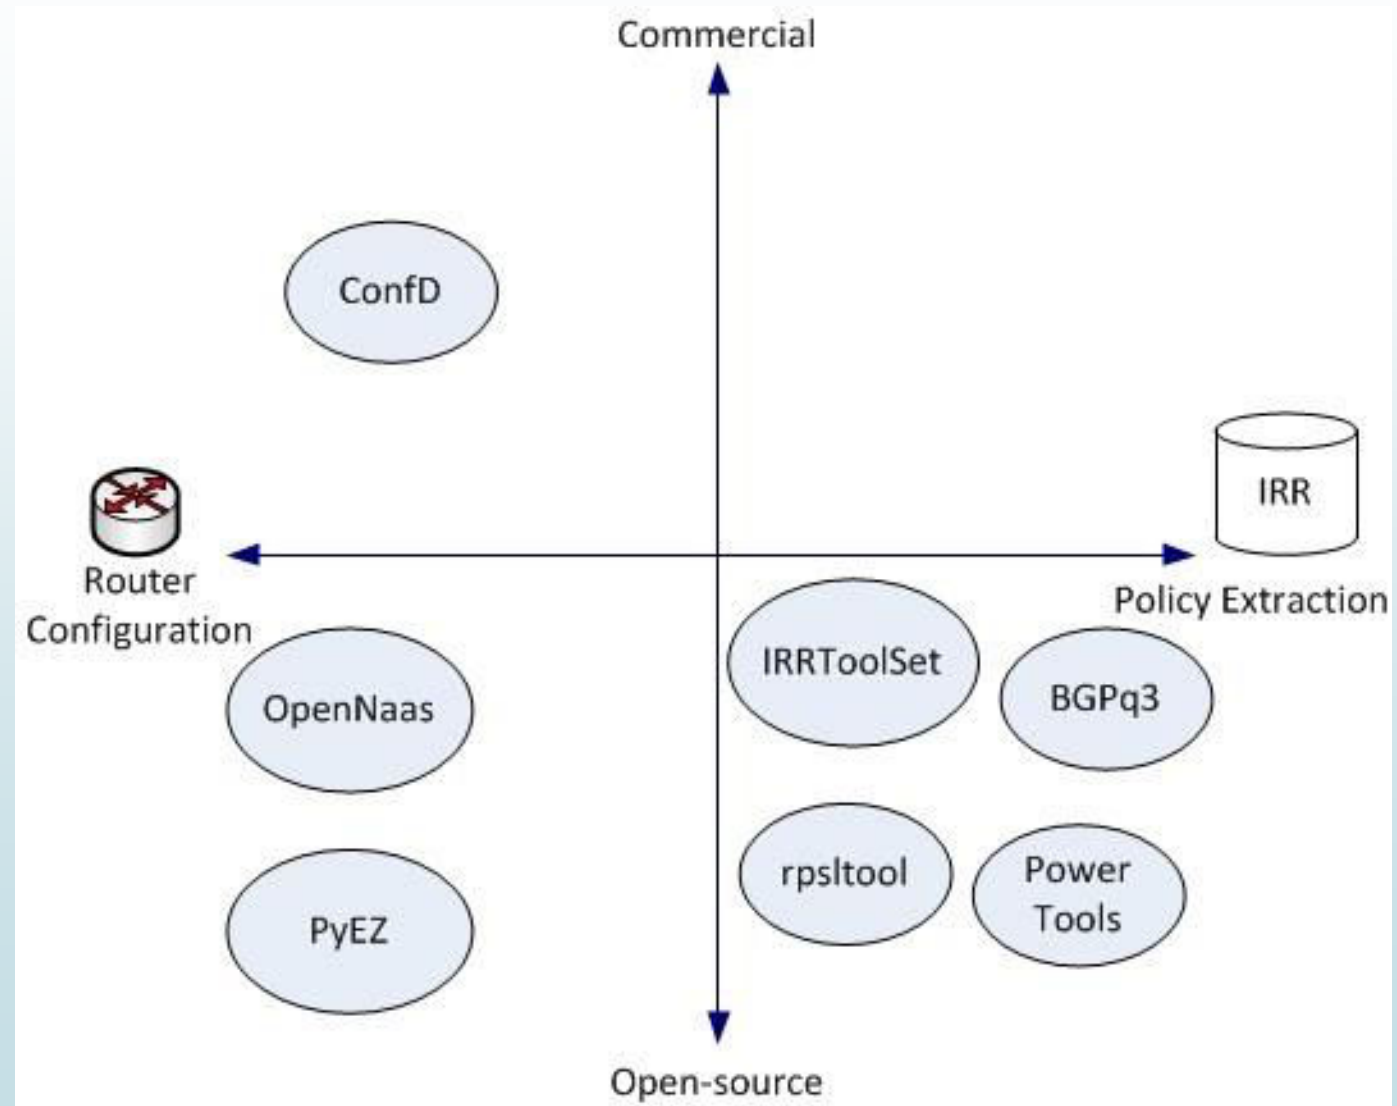 Commercial
ConfD
IRR
Router
Configuration
Policy Extraction
IRRToolSet
BGPq3
OpenNaas
rpsltool
Power
Tools
PyEZ
Open-source